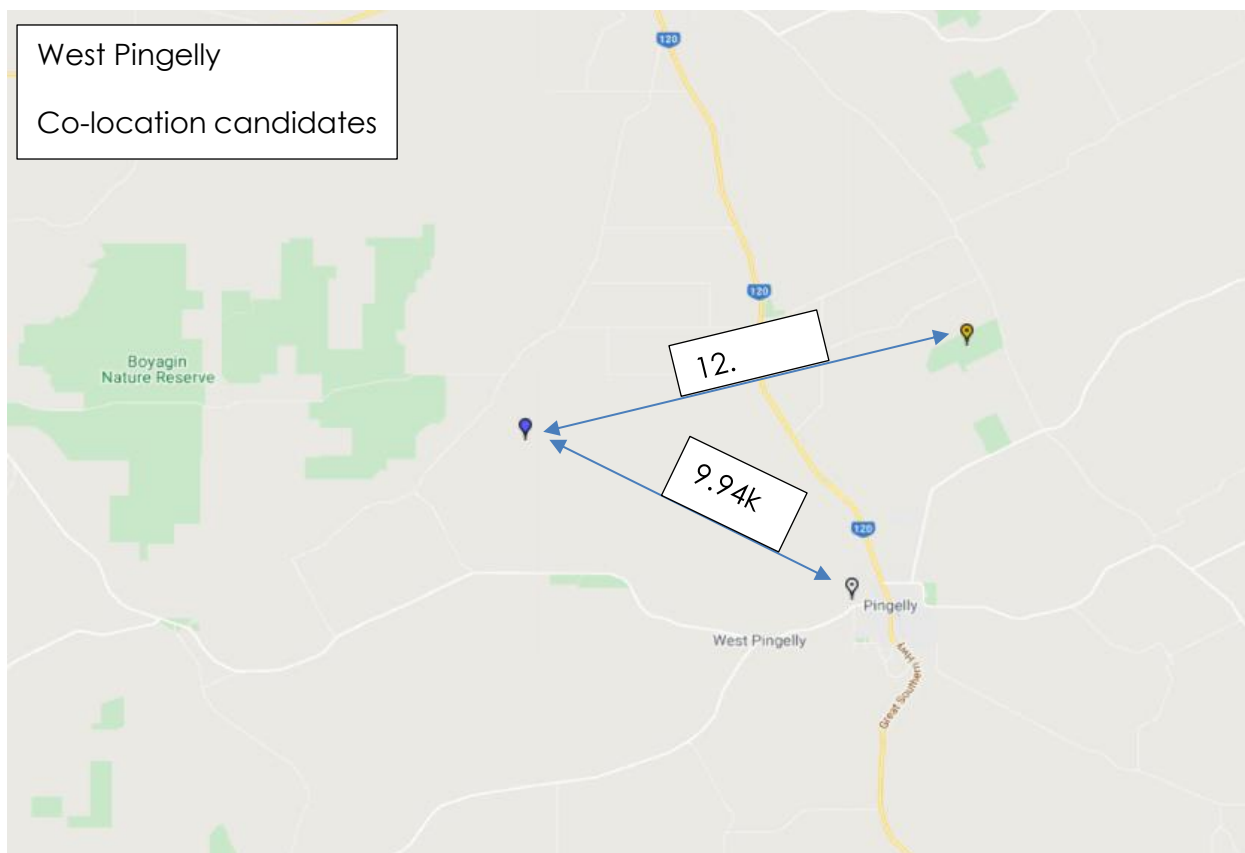 West Pingelly
Co-location candidates
120
120
Boyagin
Nature Reserve
12.
9.94k
120
Pingelly
West Pingelly
Great Southern Hwy